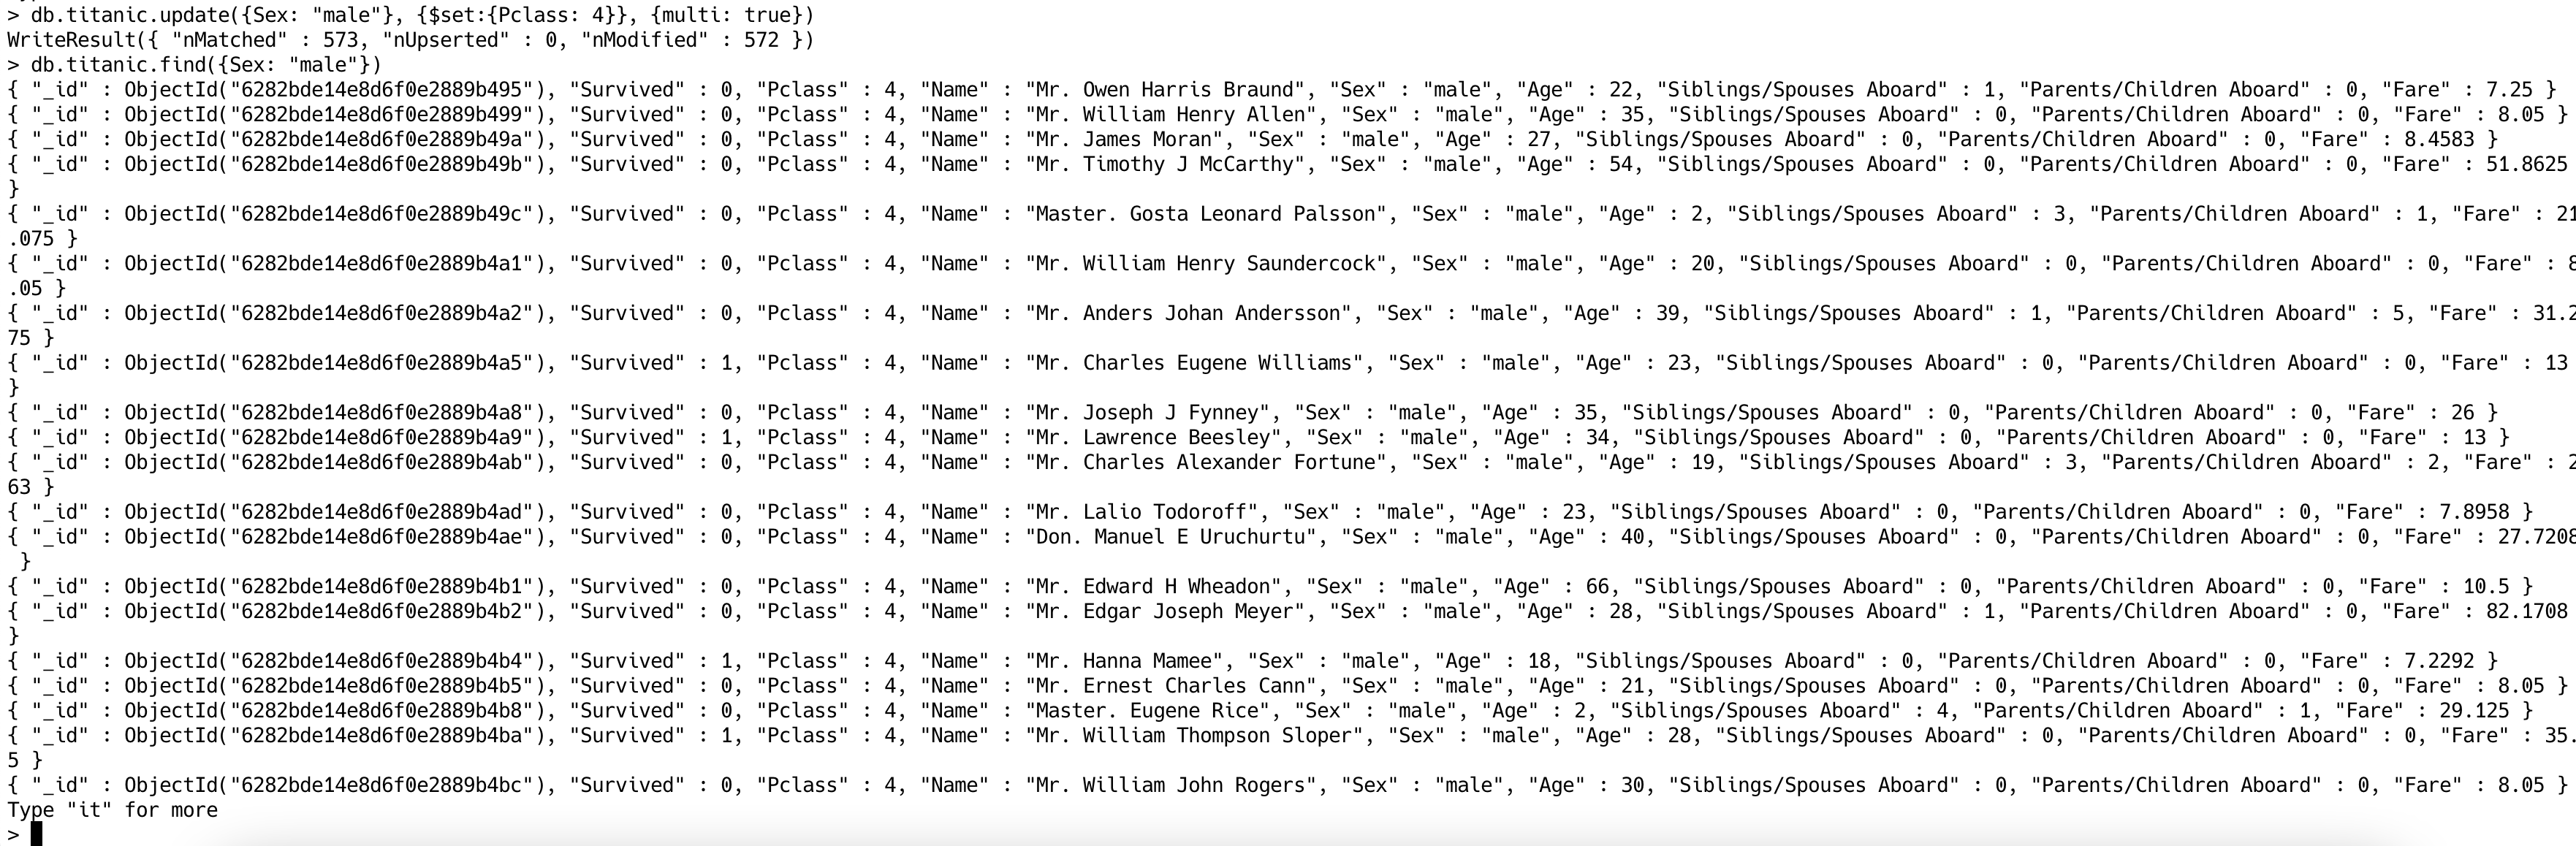 > db.titanic.update({Sex: "male"}, {$set:{Pclass: 4}}, {multi: true})
WriteResult({ "nMatched" : 573, "nUpserted" : 0, "nModified" : 572 })
> db.titanic.find({Sex: "male"})
{ "_id" : ObjectId("6282bde14e8d6f0e2889b495"), "Survived" : 0, "Pclass" : 4, "Name" : "Mr. Owen Harris Braund", "Sex" : "male", "Age" : 22, "Siblings/Spouses Aboard" : 1, "Parents/Children Aboard" : 0, "Fare" : 7.25 }
{ "_id" : ObjectId("6282bde14e8d6f0e2889b499"), "Survived" : 0, "Pclass" : 4, "Name" : "Mr. William Henry Allen", "Sex" : "male", "Age" : 35, "Siblings/Spouses Aboard" : 0, "Parents/Children Aboard" : 0, "Fare" : 8.05 }
{ "_id" : ObjectId("6282bde14e8d6f0e2889b49a"), "Survived" : 0, "Pclass" : 4, "Name" : "Mr. James Moran", "Sex" : "male", "Age" : 27, "Siblings/Spouses Aboard" : 0, "Parents/Children Aboard" : 0, "Fare" : 8.4583 }
{ "_id" : ObjectId("6282bde14e8d6f0e2889b49b"), "Survived" : 0, "Pclass" : 4, "Name" : "Mr. Timothy J McCarthy", "Sex" : "male", "Age" : 54, "Siblings/Spouses Aboard" : 0, "Parents/Children Aboard" : 0, "Fare" : 51.8625
}
{ "_id" : ObjectId("6282bde14e8d6f0e2889b49c"), "Survived" : 0, "Pclass" : 4, "Name" : "Master. Gosta Leonard Palsson", "Sex" : "male", "Age" : 2, "Siblings/Spouses Aboard" : 3, "Parents/Children Aboard" : 1, "Fare" : 21
.075 }
{ "_id" : ObjectId("6282bde14e8d6f0e2889b4a1"), "Survived" : 0, "Pclass" : 4, "Name" : "Mr. William Henry Saundercock", "Sex" : "male", "Age" : 20, "Siblings/Spouses Aboard" : 0, "Parents/Children Aboard" : 0, "Fare" : 8
.05 }
{ "_id" : ObjectId("6282bde14e8d6f0e2889b4a2"), "Survived" : 0, "Pclass" : 4, "Name" : "Mr. Anders Johan Andersson", "Sex" : "male", "Age" : 39, "Siblings/Spouses Aboard" : 1, "Parents/Children Aboard" : 5, "Fare" : 31.2
75 }
{ "_id" : ObjectId("6282bde14e8d6f0e2889b4a5"), "Survived" : 1, "Pclass" : 4, "Name" : "Mr. Charles Eugene Williams", "Sex" : "male", "Age" : 23, "Siblings/Spouses Aboard" : 0, "Parents/Children Aboard" : 0, "Fare" : 13
}
{ "_id" : ObjectId("6282bde14e8d6f0e2889b4a8"), "Survived" : 0, "Pclass" : 4, "Name" : "Mr. Joseph J Fynney", "Sex" : "male", "Age" : 35, "Siblings/Spouses Aboard" : 0, "Parents/Children Aboard" : 0, "Fare" : 26 }
{ "_id" : ObjectId("6282bde14e8d6f0e2889b4a9"), "Survived" : 1, "Pclass" : 4, "Name" : "Mr. Lawrence Beesley", "Sex" : "male", "Age" : 34, "Siblings/Spouses Aboard" : 0, "Parents/Children Aboard" : 0, "Fare" : 13 }
{ "_id" : ObjectId("6282bde14e8d6f0e2889b4ab"), "Survived" : 0, "Pclass" : 4, "Name" : "Mr. Charles Alexander Fortune", "Sex" : "male", "Age" : 19, "Siblings/Spouses Aboard" : 3, "Parents/Children Aboard" : 2, "Fare" : 2
63 }
{ "_id" : ObjectId("6282bde14e8d6f0e2889b4ad"), "Survived" : 0, "Pclass" : 4, "Name" : "Mr. Lalio Todoroff", "Sex" : "male", "Age" : 23, "Siblings/Spouses Aboard" : 0, "Parents/Children Aboard" : 0, "Fare" : 7.8958 }
{ "_id" : ObjectId("6282bde14e8d6f0e2889b4ae"), "Survived" : 0, "Pclass" : 4, "Name" : "Don. Manuel E Uruchurtu", "Sex" : "male", "Age" : 40, "Siblings/Spouses Aboard" : 0, "Parents/Children Aboard" : 0, "Fare" : 27.7208
 }
{ "_id" : ObjectId("6282bde14e8d6f0e2889b4b1"), "Survived" : 0, "Pclass" : 4, "Name" : "Mr. Edward H Wheadon", "Sex" : "male", "Age" : 66, "Siblings/Spouses Aboard" : 0, "Parents/Children Aboard" : 0, "Fare" : 10.5 }
{ "_id" : ObjectId("6282bde14e8d6f0e2889b4b2"), "Survived" : 0, "Pclass" : 4, "Name" : "Mr. Edgar Joseph Meyer", "Sex" : "male", "Age" : 28, "Siblings/Spouses Aboard" : 1, "Parents/Children Aboard" : 0, "Fare" : 82.1708
}
{ "_id" : ObjectId("6282bde14e8d6f0e2889b4b4"), "Survived" : 1, "Pclass" : 4, "Name" : "Mr. Hanna Mamee", "Sex" : "male", "Age" : 18, "Siblings/Spouses Aboard" : 0, "Parents/Children Aboard" : 0, "Fare" : 7.2292 }
{ "_id" : ObjectId("6282bde14e8d6f0e2889b4b5"), "Survived" : 0, "Pclass" : 4, "Name" : "Mr. Ernest Charles Cann", "Sex" : "male", "Age" : 21, "Siblings/Spouses Aboard" : 0, "Parents/Children Aboard" : 0, "Fare" : 8.05 }
{ "_id" : ObjectId("6282bde14e8d6f0e2889b4b8"), "Survived" : 0, "Pclass" : 4, "Name" : "Master. Eugene Rice", "Sex" : "male", "Age" : 2, "Siblings/Spouses Aboard" : 4, "Parents/Children Aboard" : 1, "Fare" : 29.125 }
{ "_id" : ObjectId("6282bde14e8d6f0e2889b4ba"), "Survived" : 1, "Pclass" : 4, "Name" : "Mr. William Thompson Sloper", "Sex" : "male", "Age" : 28, "Siblings/Spouses Aboard" : 0, "Parents/Children Aboard" : 0, "Fare" : 35.
5 }
{ "_id" : ObjectId("6282bde14e8d6f0e2889b4bc"), "Survived" : 0, "Pclass" : 4, "Name" : "Mr. William John Rogers", "Sex" : "male", "Age" : 30, "Siblings/Spouses Aboard" : 0, "Parents/Children Aboard" : 0, "Fare" : 8.05 }
Type "it" for more
>